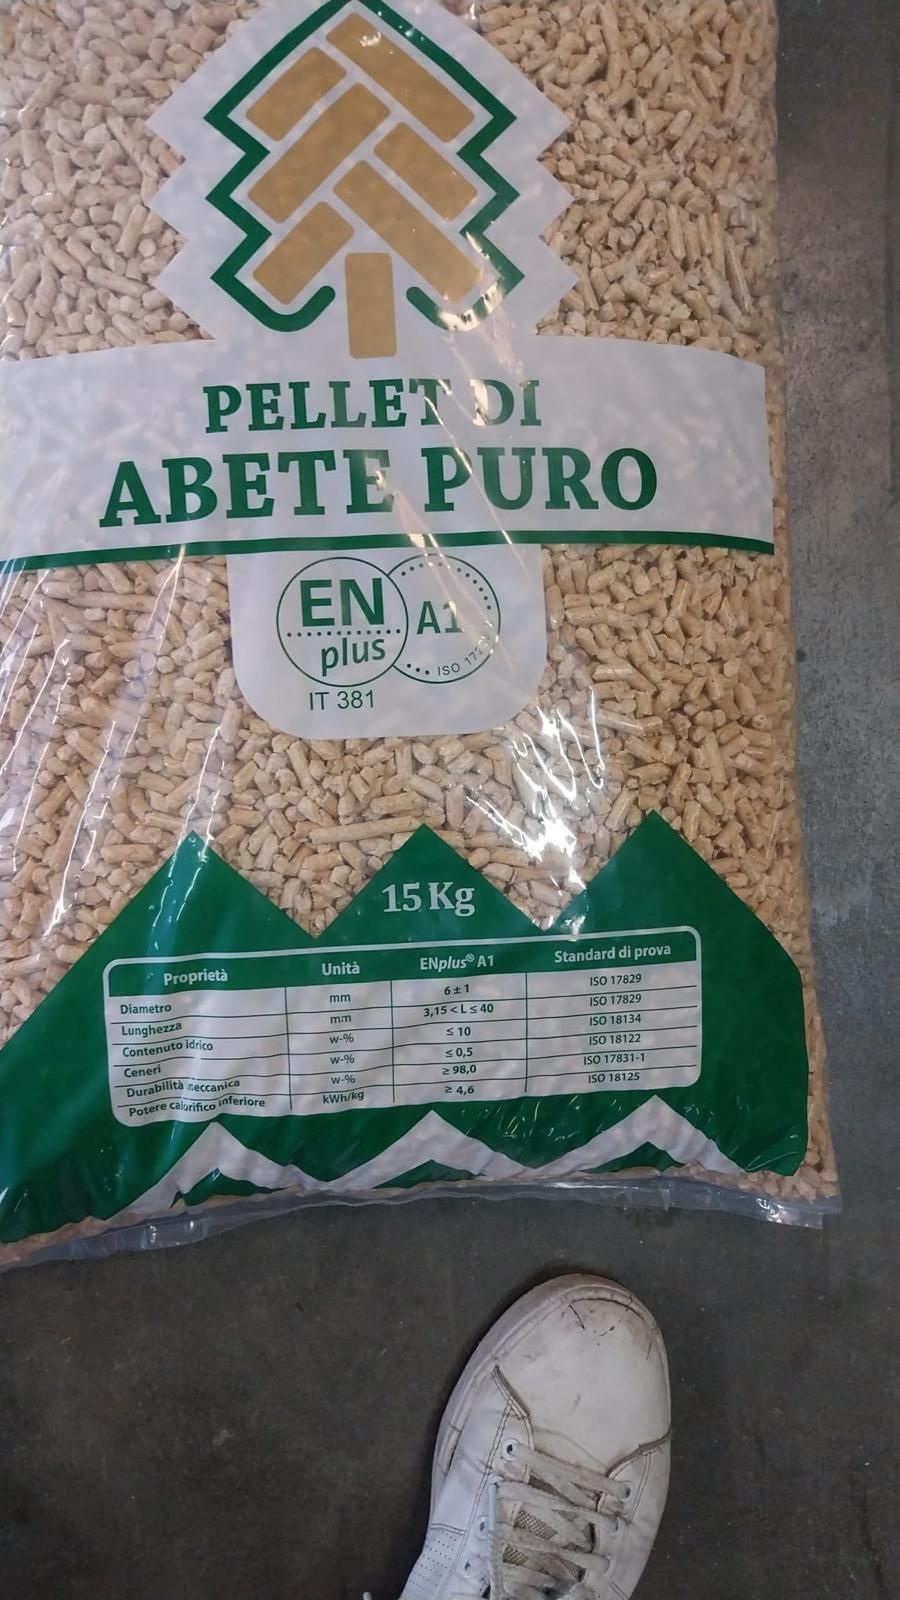 PELLET DI
ABETE PURO
EN
plus
A1
IT 381
15 Kg
Proprietà Unità ENplus® A1 Standard di prova
Diametro mm 6 ± 1 ISO 17829
Lunghezza mm 3,15 < L ≤ 40 ISO 17829
Contenuto idrico w-% ≤ 10 ISO 18134
Ceneri w-% ≤ 0,5 ISO 18122
Durabilità meccanica w-% ≥ 98,0 ISO 17831-1
Potere calorifico inferiore kWh/kg ≥ 4,6 ISO 18125